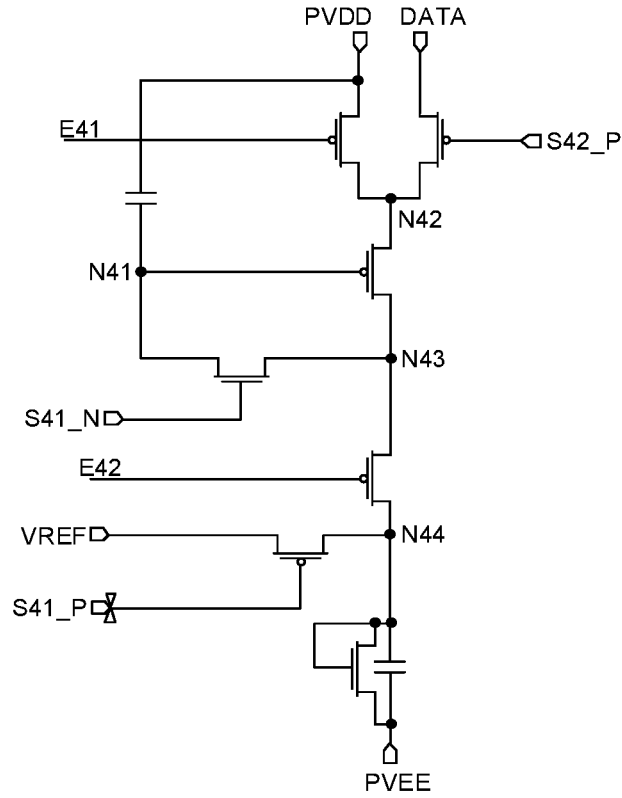 PVDD DATA
E41
S42_P
N42
N41
N43
S41_N
E42
VREF
N44
S41_P
PVEE